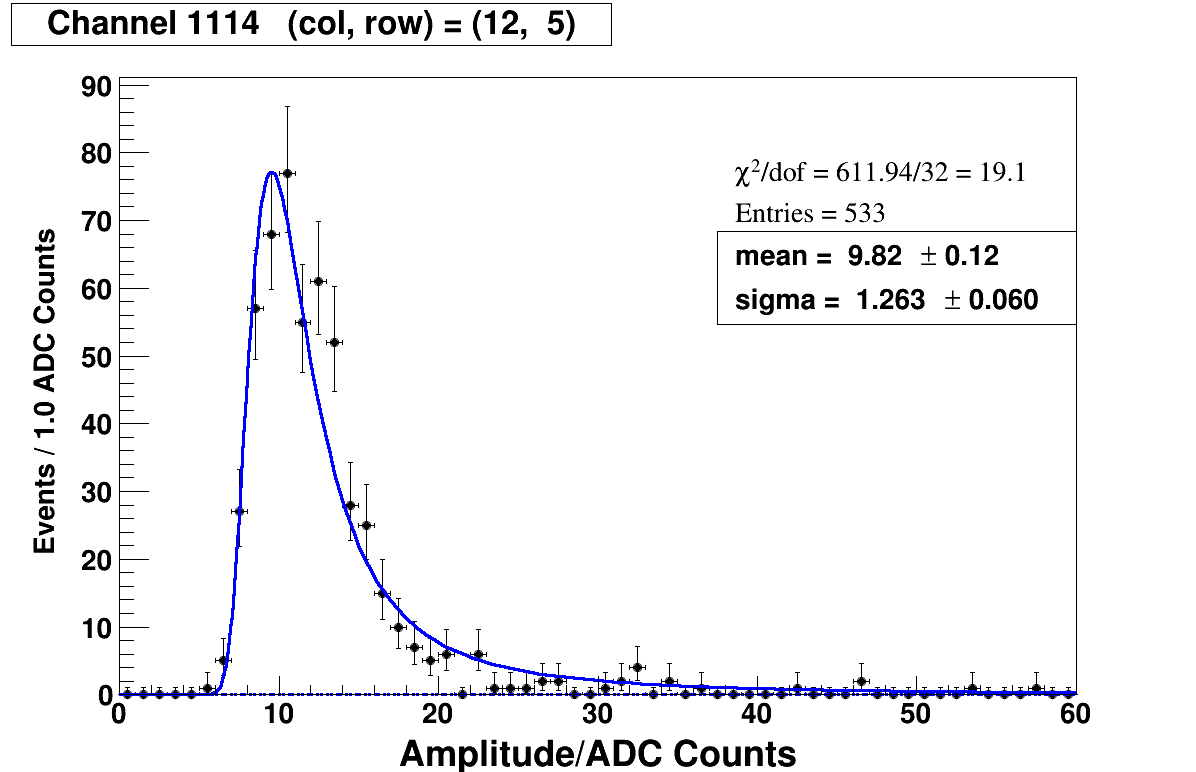 Channel 1114 (col, row) = (12, 5)
90
80
70
60
50
40
30
20
10
0
Events / 1.0 ADC Counts
χ²/dof = 611.94/32 = 19.1
Entries = 533
mean = 9.82 ± 0.12
sigma = 1.263 ± 0.060
0 10 20 30 40 50 60
Amplitude/ADC Counts